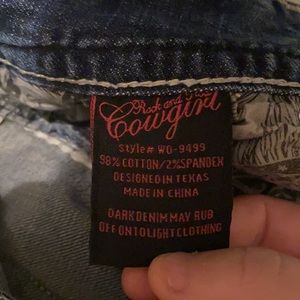 Rock and Roll
Cowgirl
Style# WO-9499
98% COTTON/2%SPANDEX
DESIGNED IN TEXAS
MADE IN CHINA
DARK DENIM MAY RUB
OFF ONTO LIGHT CLOTHING